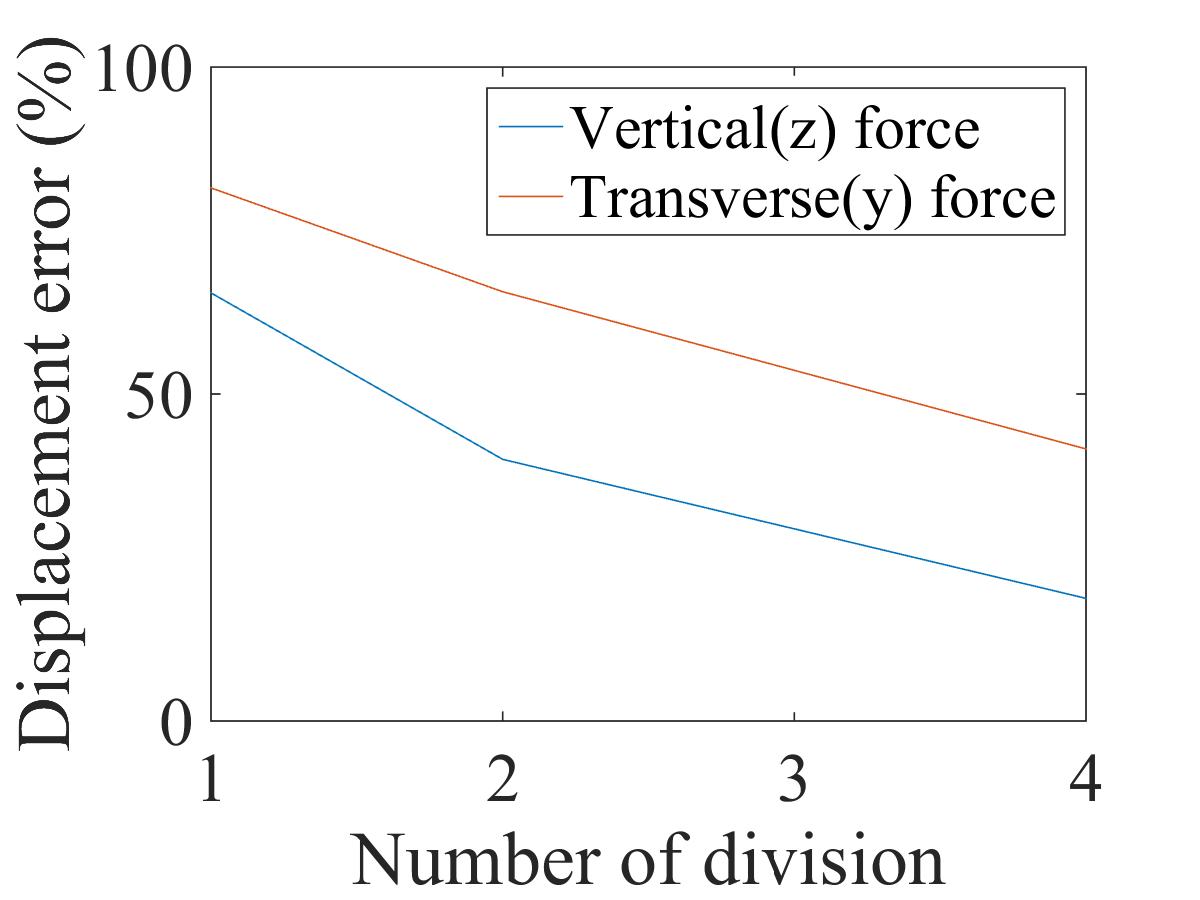 Displacement error (%)
100
50
0
Vertical(z) force
Transverse(y) force
1 2 3 4
Number of division